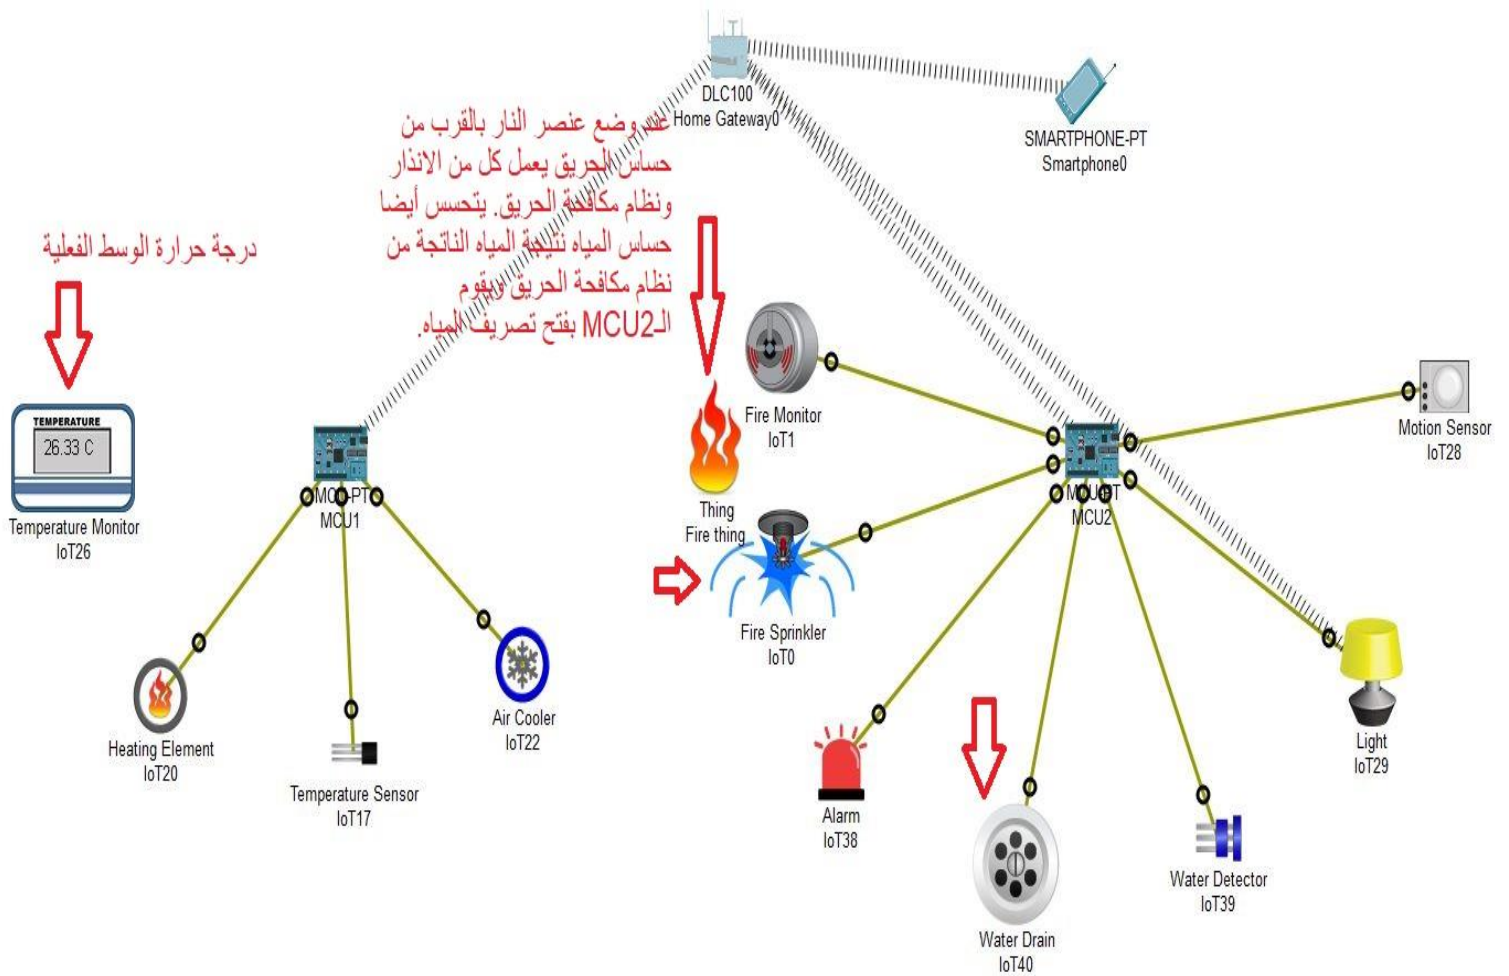 DLC100
Home Gateway0
SMARTPHONE-PT
Smartphone0
عند وضع عنصر النار بالقرب من
حساس الحريق يعمل كل من الانذار
ونظام مكافحة الحريق. يتحسس أيضا
حساس المياه نتيجة المياه الناتجة من
نظام مكافحة الحريق ويقوم
الـMCU2 بفتح تصريف المياه.
درجة حرارة الوسط الفعلية
TEMPERATURE
26.33 C
Temperature Monitor
IoT26
MCU-PT
MCU1
Heating Element
IoT20
Temperature Sensor
IoT17
Air Cooler
IoT22
Fire Monitor
IoT1
Thing
Fire thing
Fire Sprinkler
IoT0
MCU-PT
MCU2
Motion Sensor
IoT28
Light
IoT29
Alarm
IoT38
Water Drain
IoT40
Water Detector
IoT39